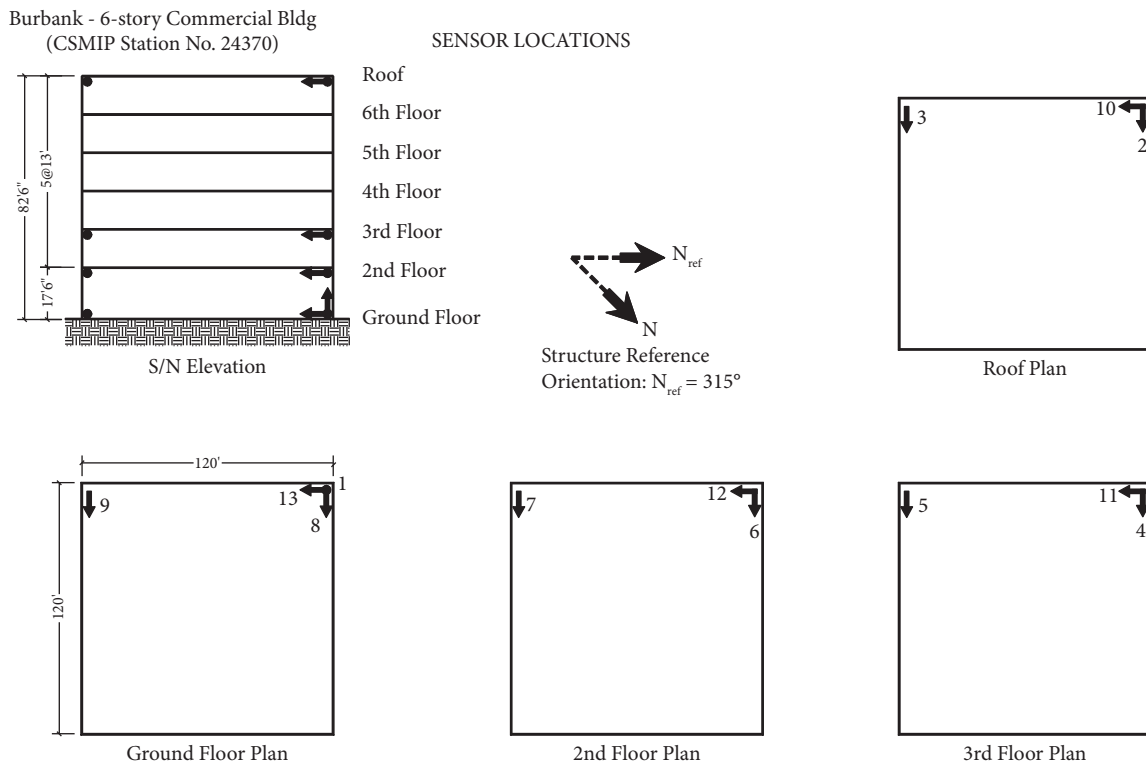 Burbank - 6-story Commercial Bldg
(CSMIP Station No. 24370)
SENSOR LOCATIONS
Roof
6th Floor
5th Floor
4th Floor
3rd Floor
2nd Floor
Ground Floor
82'6"
5@13'
17'6"
S/N Elevation
N_ref
N
Structure Reference
Orientation: N_ref = 315°
3
10
2
Roof Plan
120'
120'
9
13
1
8
Ground Floor Plan
7
12
6
2nd Floor Plan
5
11
4
3rd Floor Plan